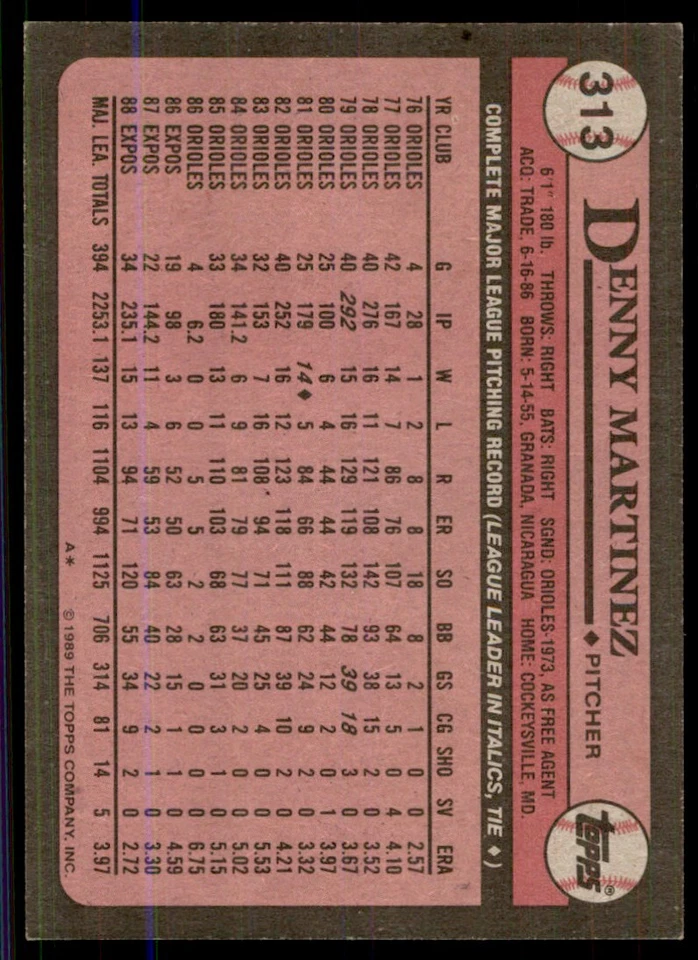 313
DENNY MARTINEZ ♦ PITCHER
topps®
6'1" 180 lb. THROWS: RIGHT BATS: RIGHT SGND: ORIOLES-1973, AS FREE AGENT
ACQ: TRADE, 6-16-86 BORN: 5-14-55, GRANADA, NICARAGUA HOME: COCKEYSVILLE, MD.
COMPLETE MAJOR LEAGUE PITCHING RECORD (LEAGUE LEADER IN ITALICS, TIE ♦)
YR CLUB G IP W L R ER SO BB GS CG SHO SV ERA
76 ORIOLES 4 28 1 2 8 8 18 8 2 1 0 0 2.57
77 ORIOLES 42 167 14 7 86 76 107 64 13 5 0 4 4.10
78 ORIOLES 40 276 16 11 121 108 142 93 38 15 2 0 3.52
79 ORIOLES 40 292 15 16 129 119 132 78 39 18 3 0 3.67
80 ORIOLES 25 100 6 4 44 44 42 44 12 2 0 1 3.97
81 ORIOLES 25 179 14♦ 5 84 66 88 62 24 9 2 0 3.32
82 ORIOLES 40 252 16 12 123 118 111 87 39 10 2 0 4.21
83 ORIOLES 32 153 7 16 108 94 71 45 25 4 0 0 5.53
84 ORIOLES 34 141.2 6 9 81 79 77 37 20 2 0 0 5.02
85 ORIOLES 33 180 13 11 110 103 68 63 31 3 1 0 5.15
86 ORIOLES 4 6.2 0 0 5 5 2 2 0 0 0 0 6.75
86 EXPOS 19 98 3 6 52 50 63 28 15 1 1 0 4.59
87 EXPOS 22 144.2 11 4 59 53 84 40 22 2 1 0 3.30
88 EXPOS 34 235.1 15 13 94 71 120 55 34 9 2 0 2.72
MAJ. LEA. TOTALS 394 2253.1 137 116 1104 994 1125 706 314 81 14 5 3.97
A* © 1989 THE TOPPS COMPANY, INC.